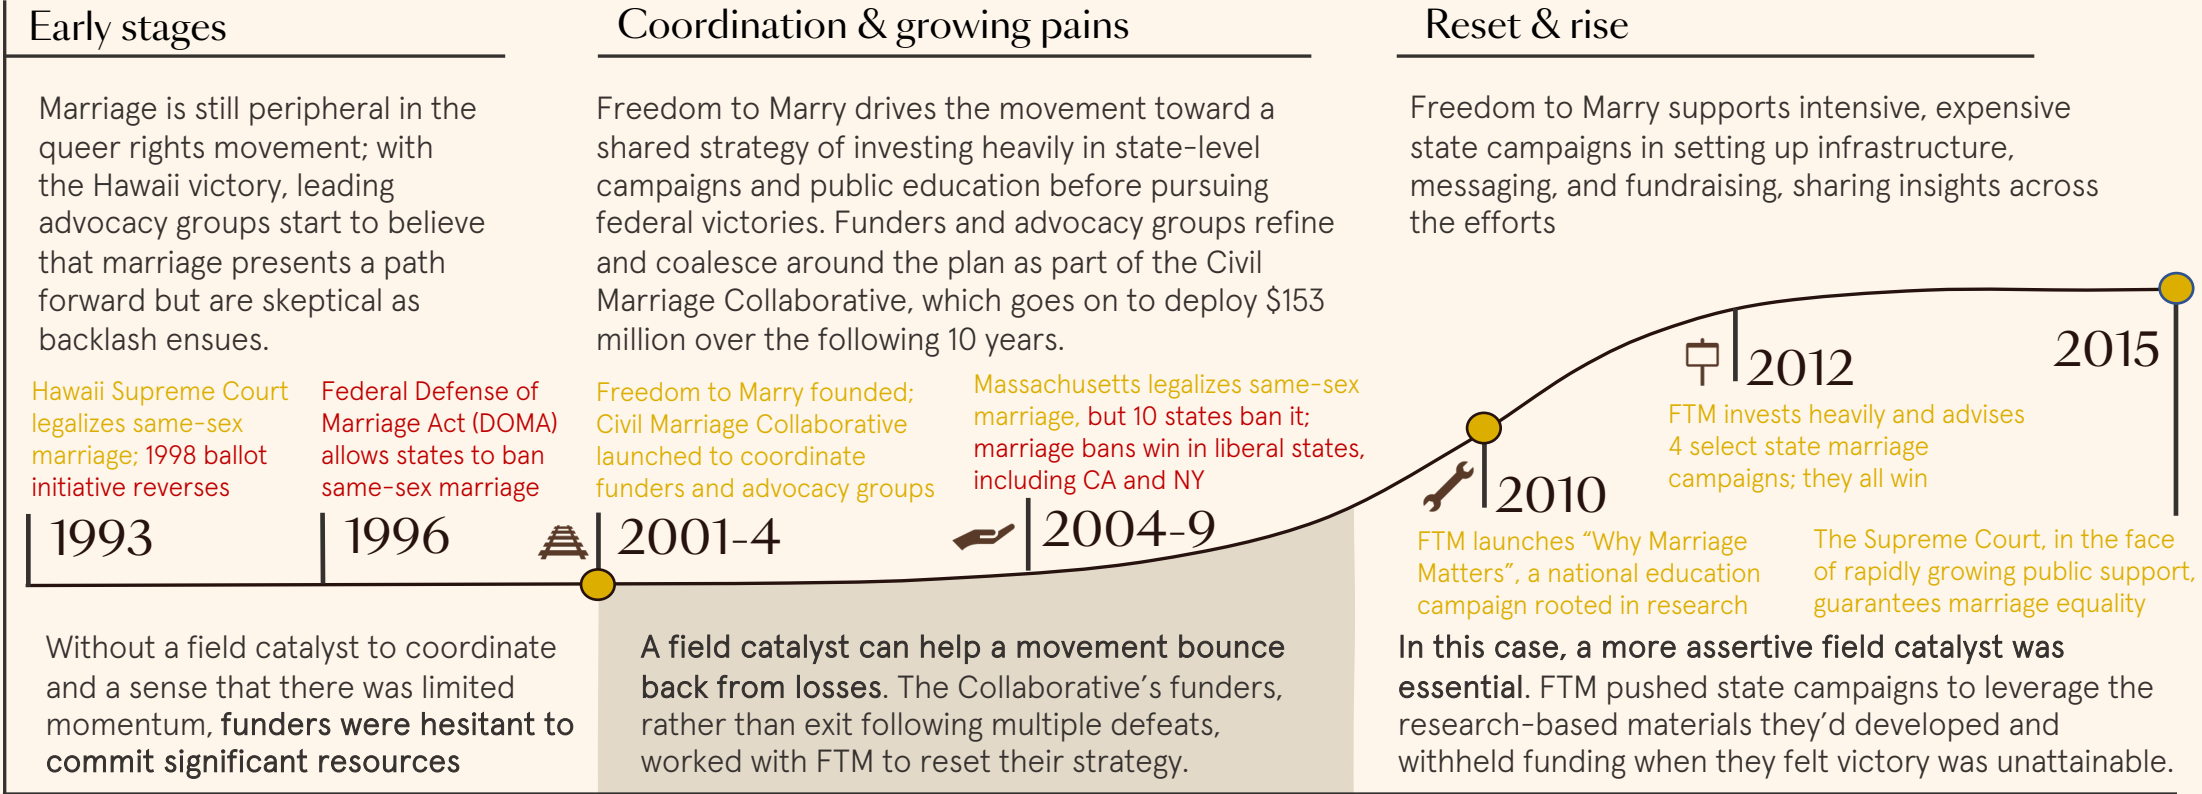 Early stages
Marriage is still peripheral in the
queer rights movement; with
the Hawaii victory, leading
advocacy groups start to believe
that marriage presents a path
forward but are skeptical as
backlash ensues.
Hawaii Supreme Court
legalizes same-sex
marriage; 1998 ballot
initiative reverses
1993
Federal Defense of
Marriage Act (DOMA)
allows states to ban
same-sex marriage
1996
Without a field catalyst to coordinate
and a sense that there was limited
momentum, funders were hesitant to
commit significant resources
Coordination & growing pains
Freedom to Marry drives the movement toward a
shared strategy of investing heavily in state-level
campaigns and public education before pursuing
federal victories. Funders and advocacy groups refine
and coalesce around the plan as part of the Civil
Marriage Collaborative, which goes on to deploy $153
million over the following 10 years.
Freedom to Marry founded;
Civil Marriage Collaborative
launched to coordinate
funders and advocacy groups
2001-4
Massachusetts legalizes same-sex
marriage, but 10 states ban it;
marriage bans win in liberal states,
including CA and NY
2004-9
A field catalyst can help a movement bounce
back from losses. The Collaborative's funders,
rather than exit following multiple defeats,
worked with FTM to reset their strategy.
Reset & rise
Freedom to Marry supports intensive, expensive
state campaigns in setting up infrastructure,
messaging, and fundraising, sharing insights across
the efforts
2010
FTM launches “Why Marriage
Matters”, a national education
campaign rooted in research
2012
FTM invests heavily and advises
4 select state marriage
campaigns; they all win
2015
The Supreme Court, in the face
of rapidly growing public support,
guarantees marriage equality
In this case, a more assertive field catalyst was
essential. FTM pushed state campaigns to leverage the
research-based materials they'd developed and
withheld funding when they felt victory was unattainable.